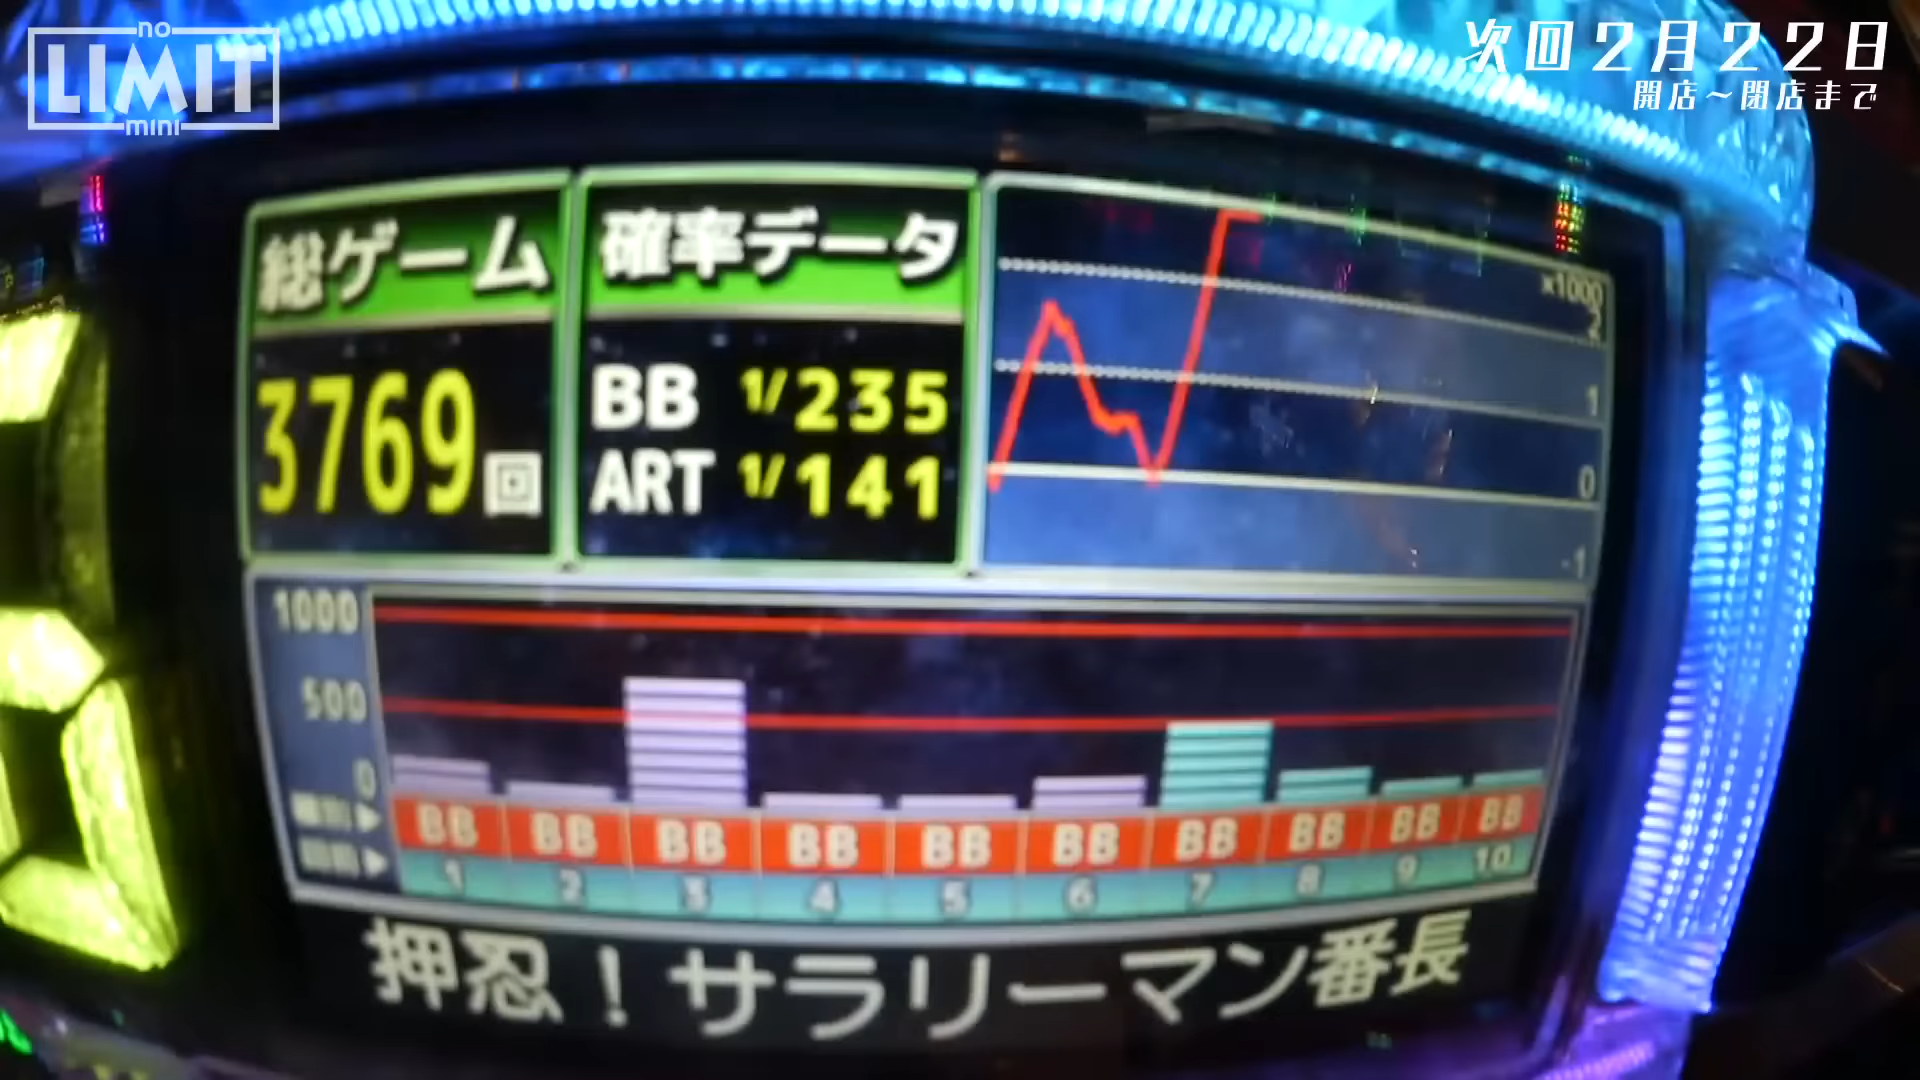 no
LIMIT
mini
次回2月22日
開店～閉店まで
総ゲーム
3769回
確率データ
BB 1/235
ART 1/141
x1000
2
1
0
-1
1000
500
0
BB BB BB BB BB BB BB BB BB BB
1 2 3 4 5 6 7 8 9 10
押忍！サラリーマン番長